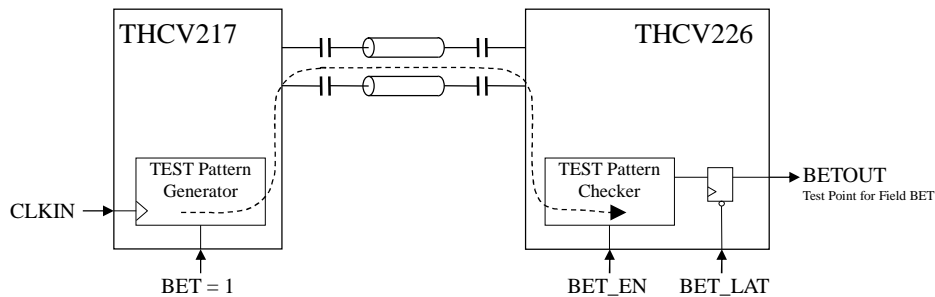 THCV217
THCV226
TEST Pattern
Generator
TEST Pattern
Checker
BETOUT
Test Point for Field BET
CLKIN
BET = 1
BET_EN
BET_LAT